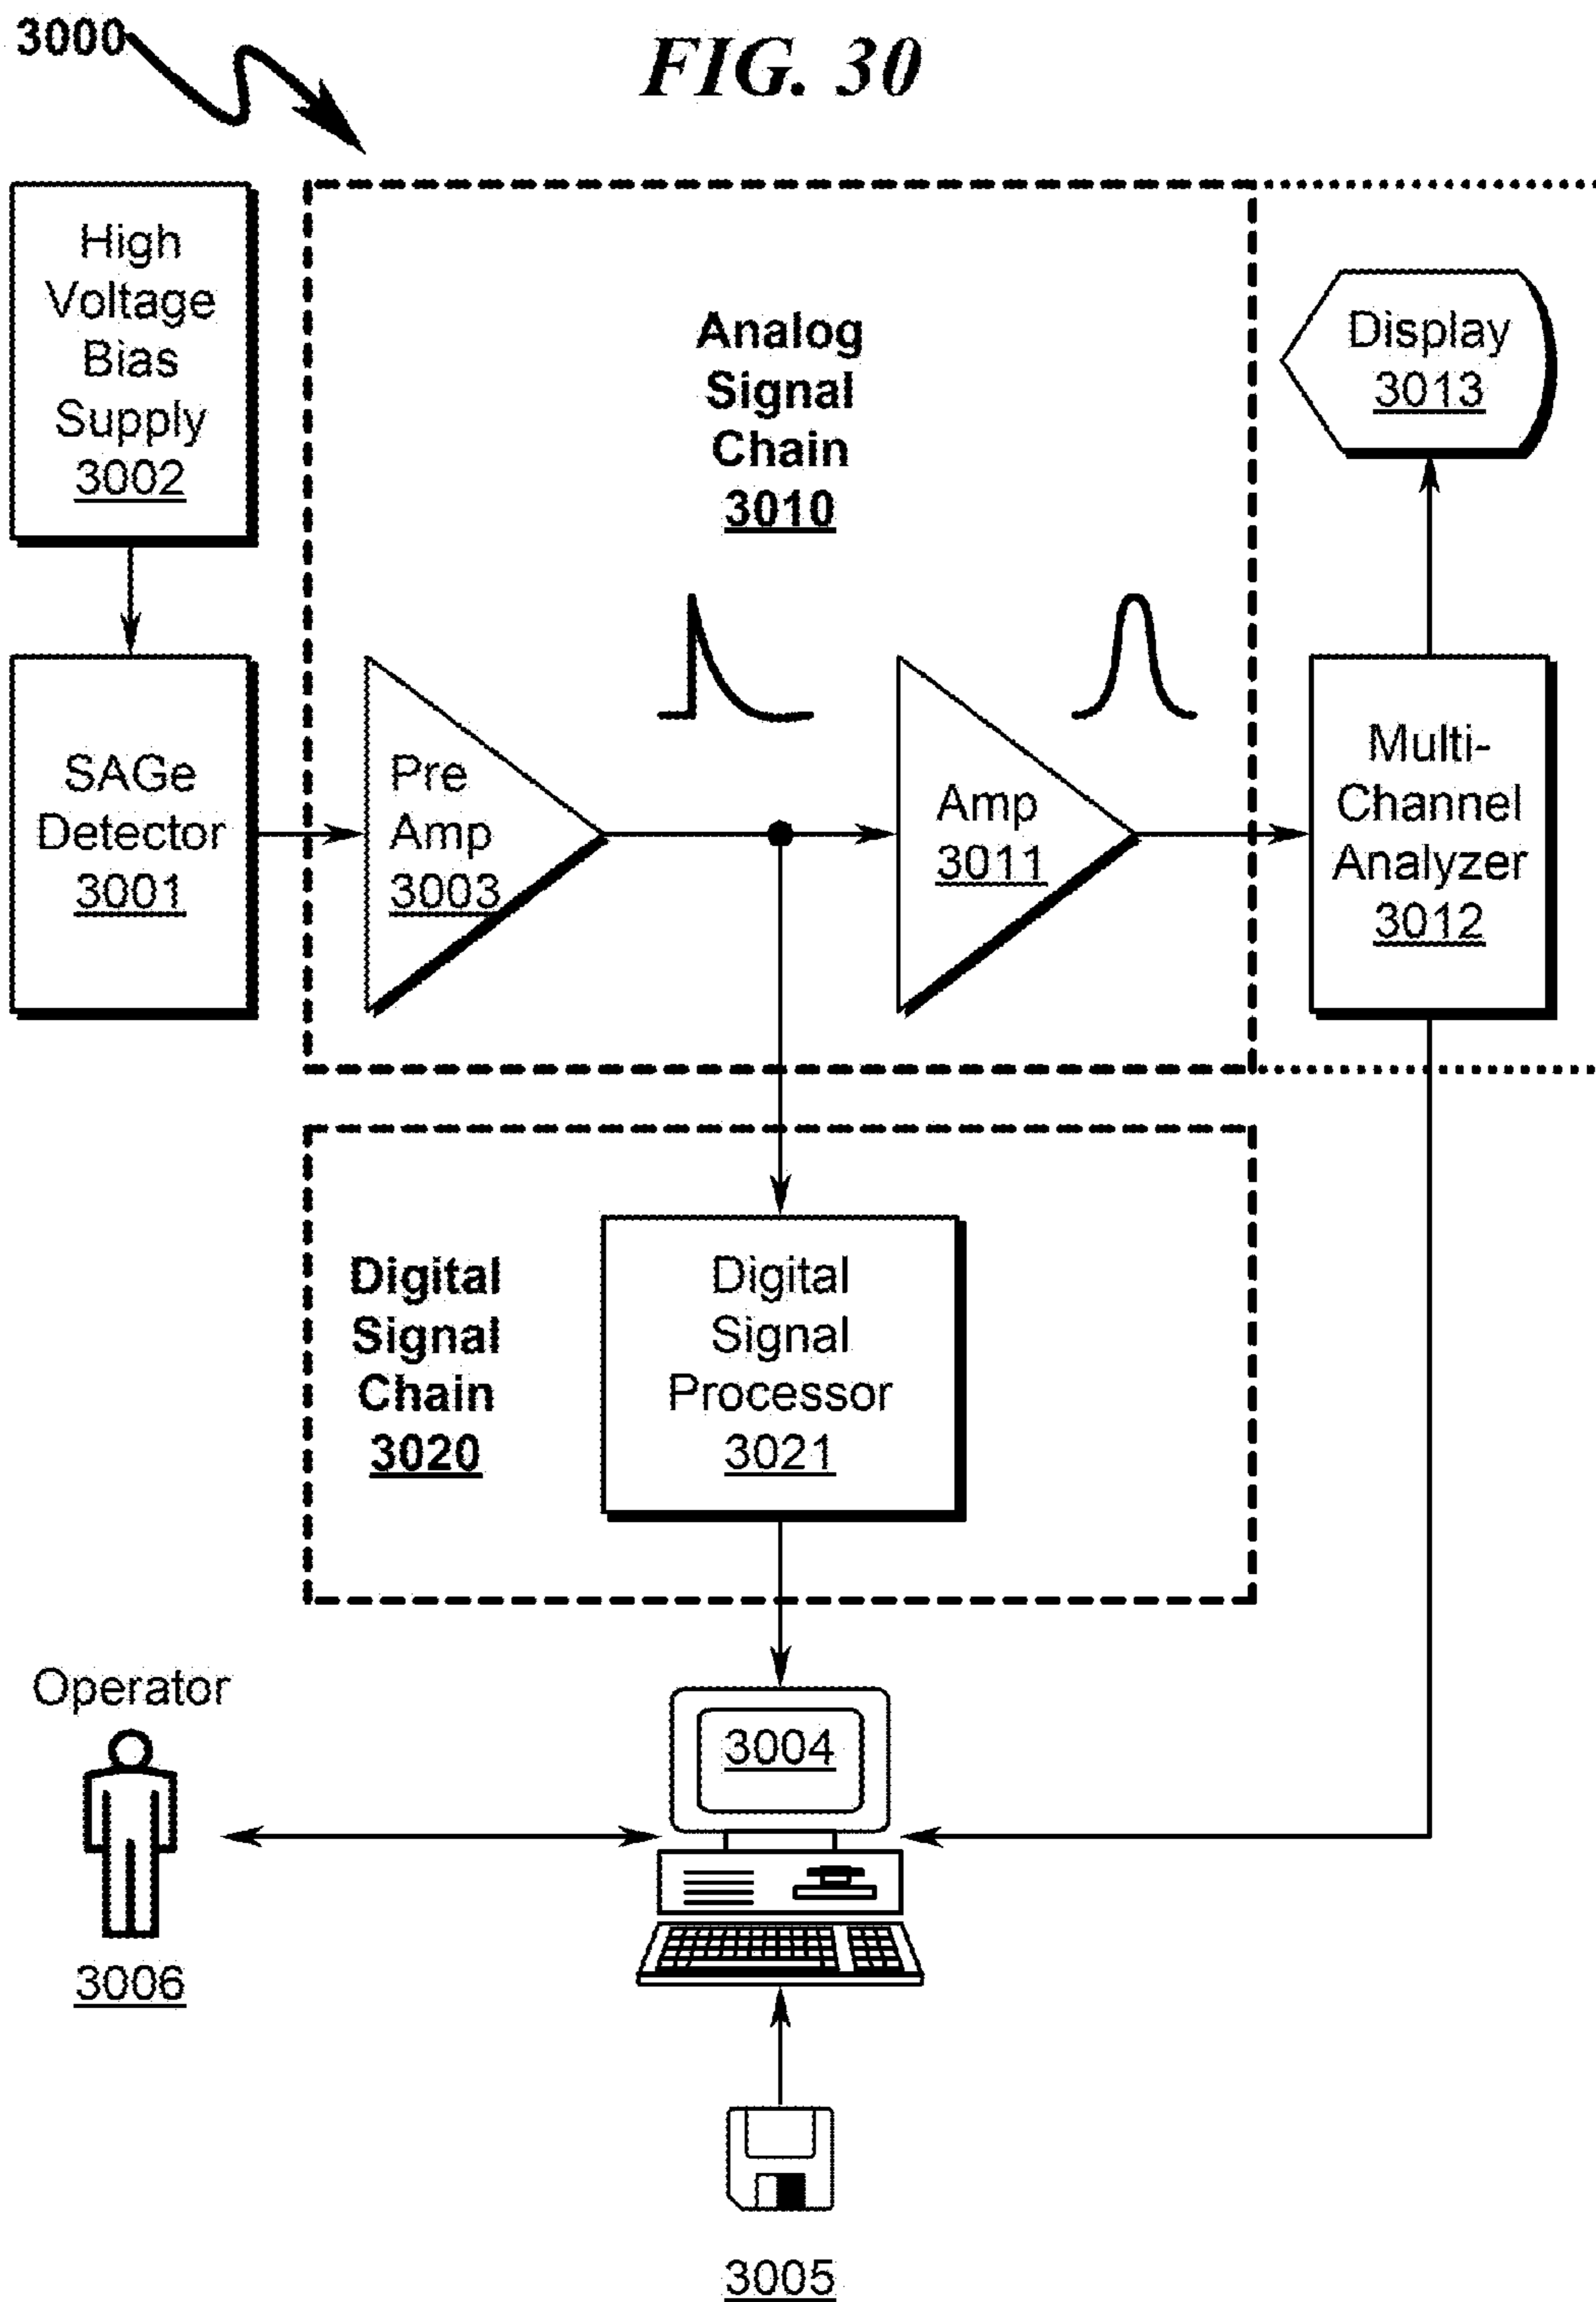 3000
FIG. 30
High
Voltage
Bias
Supply
3002
Analog
Signal
Chain
3010
Display
3013
SAGe
Detector
3001
Pre
Amp
3003
Amp
3011
Multi-
Channel
Analyzer
3012
Digital
Signal
Chain
3020
Digital
Signal
Processor
3021
Operator
3006
3004
3005